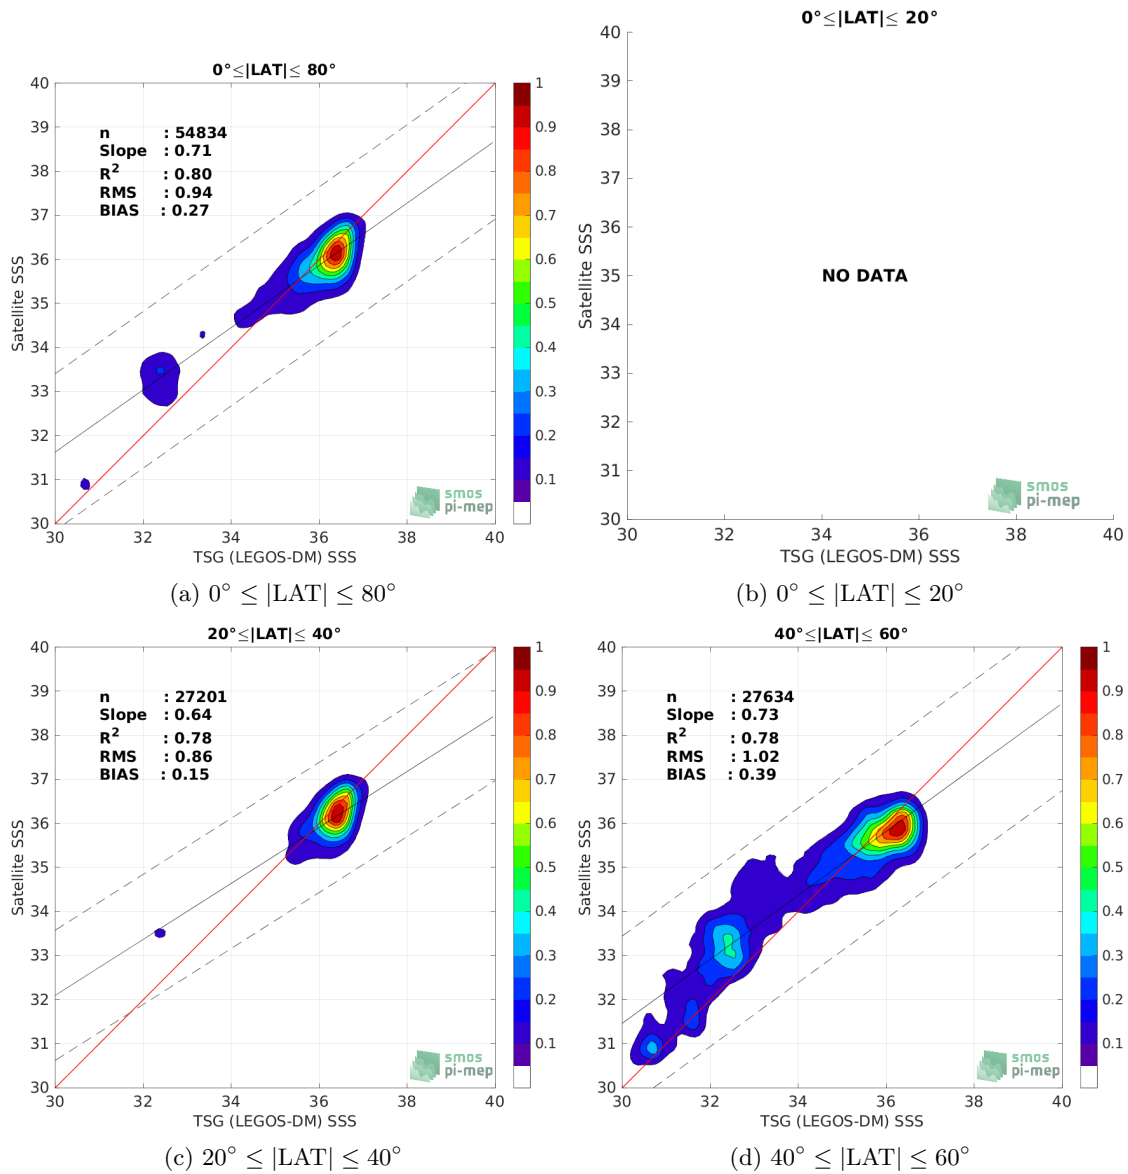 0°≤|LAT|≤ 80°
40
39
38
37
36
35
34
33
32
31
30
Satellite SSS
n : 54834
Slope : 0.71
R² : 0.80
RMS : 0.94
BIAS : 0.27
smos
pi-mep
30 32 34 36 38 40
TSG (LEGOS-DM) SSS
1
0.9
0.8
0.7
0.6
0.5
0.4
0.3
0.2
0.1
(a) 0° ≤ |LAT| ≤ 80°
0°≤|LAT|≤ 20°
40
39
38
37
36
35
34
33
32
31
30
Satellite SSS
NO DATA
smos
pi-mep
30 32 34 36 38 40
TSG (LEGOS-DM) SSS
(b) 0° ≤ |LAT| ≤ 20°
20°≤|LAT|≤ 40°
40
39
38
37
36
35
34
33
32
31
30
Satellite SSS
n : 27201
Slope : 0.64
R² : 0.78
RMS : 0.86
BIAS : 0.15
smos
pi-mep
30 32 34 36 38 40
TSG (LEGOS-DM) SSS
1
0.9
0.8
0.7
0.6
0.5
0.4
0.3
0.2
0.1
(c) 20° ≤ |LAT| ≤ 40°
40°≤|LAT|≤ 60°
40
39
38
37
36
35
34
33
32
31
30
Satellite SSS
n : 27634
Slope : 0.73
R² : 0.78
RMS : 1.02
BIAS : 0.39
smos
pi-mep
30 32 34 36 38 40
TSG (LEGOS-DM) SSS
1
0.9
0.8
0.7
0.6
0.5
0.4
0.3
0.2
0.1
(d) 40° ≤ |LAT| ≤ 60°